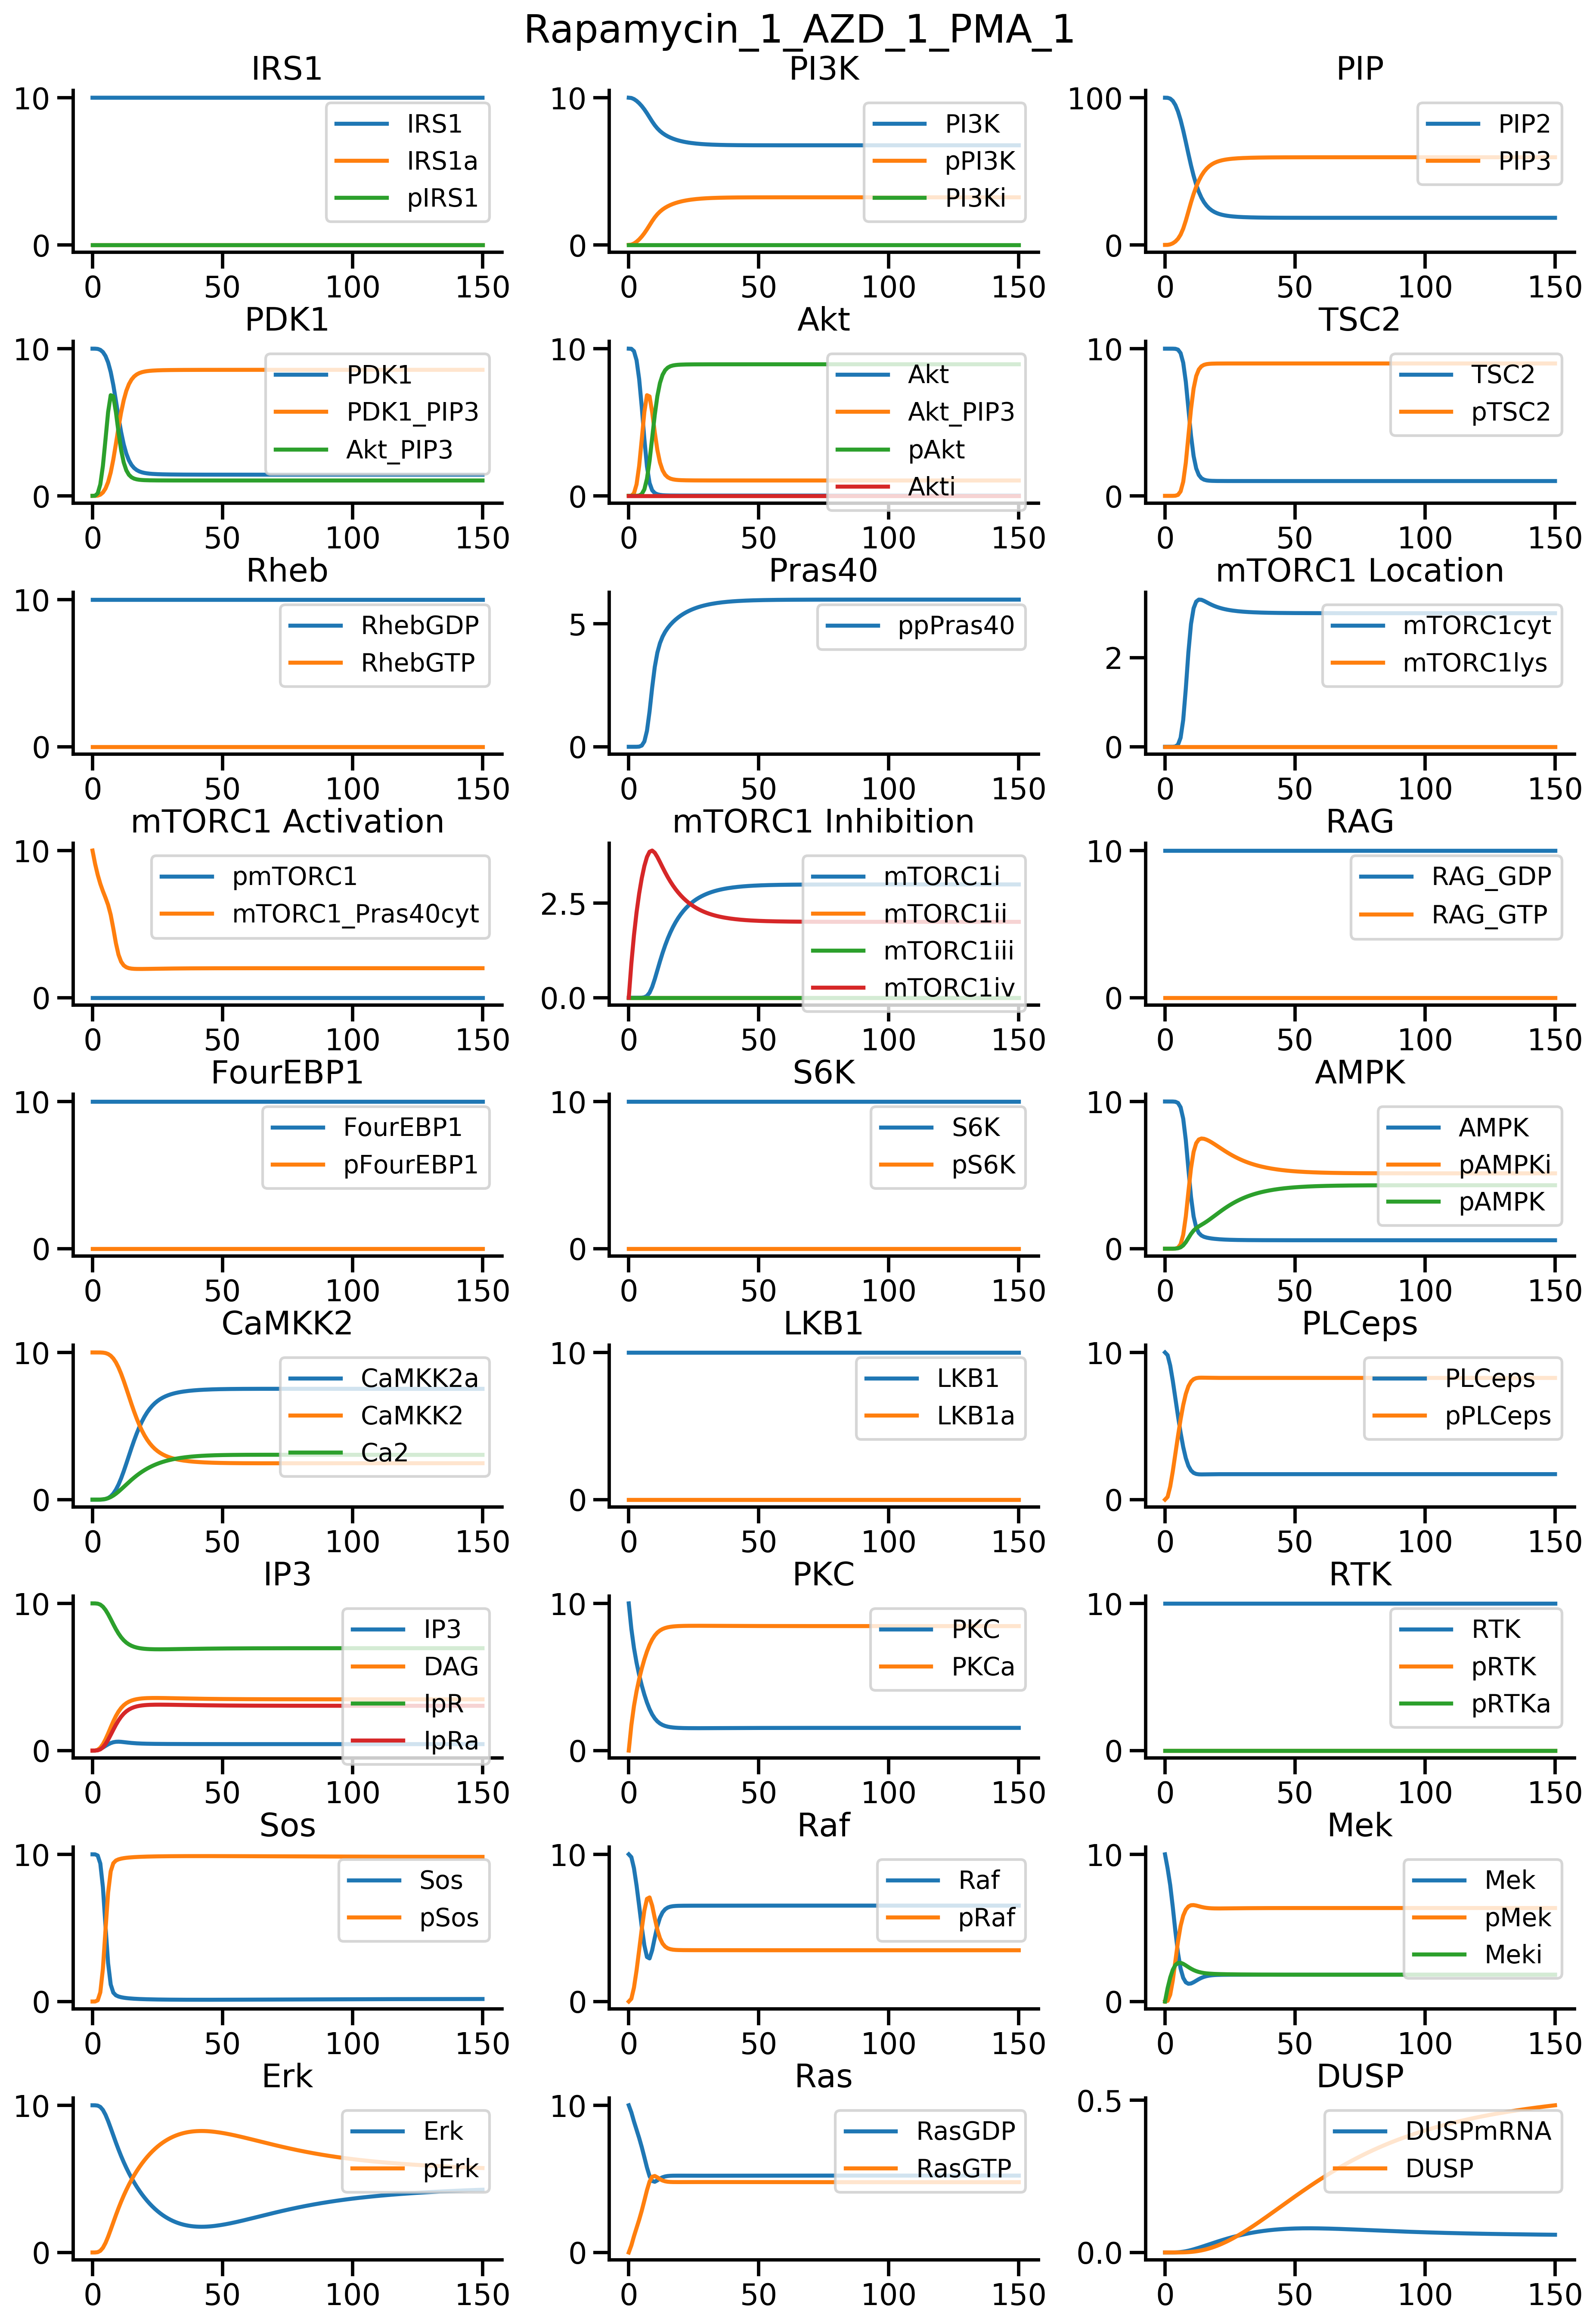 Rapamycin_1_AZD_1_PMA_1
IRS1
10
0
0 50 100 150
IRS1
IRS1a
pIRS1
PI3K
10
0
0 50 100 150
PI3K
pPI3K
PI3Ki
PIP
100
0
0 50 100 150
PIP2
PIP3
PDK1
10
0
0 50 100 150
PDK1
PDK1_PIP3
Akt_PIP3
Akt
10
0
0 50 100 150
Akt
Akt_PIP3
pAkt
Akti
TSC2
10
0
0 50 100 150
TSC2
pTSC2
Rheb
10
0
0 50 100 150
RhebGDP
RhebGTP
Pras40
5
0
0 50 100 150
ppPras40
mTORC1 Location
2
0
0 50 100 150
mTORC1cyt
mTORC1lys
mTORC1 Activation
10
0
0 50 100 150
pmTORC1
mTORC1_Pras40cyt
mTORC1 Inhibition
2.5
0.0
0 50 100 150
mTORC1i
mTORC1ii
mTORC1iii
mTORC1iv
RAG
10
0
0 50 100 150
RAG_GDP
RAG_GTP
FourEBP1
10
0
0 50 100 150
FourEBP1
pFourEBP1
S6K
10
0
0 50 100 150
S6K
pS6K
AMPK
10
0
0 50 100 150
AMPK
pAMPKi
pAMPK
CaMKK2
10
0
0 50 100 150
CaMKK2a
CaMKK2
Ca2
LKB1
10
0
0 50 100 150
LKB1
LKB1a
PLCeps
10
0
0 50 100 150
PLCeps
pPLCeps
IP3
10
0
0 50 100 150
IP3
DAG
IpR
IpRa
PKC
10
0
0 50 100 150
PKC
PKCa
RTK
10
0
0 50 100 150
RTK
pRTK
pRTKa
Sos
10
0
0 50 100 150
Sos
pSos
Raf
10
0
0 50 100 150
Raf
pRaf
Mek
10
0
0 50 100 150
Mek
pMek
Meki
Erk
10
0
0 50 100 150
Erk
pErk
Ras
10
0
0 50 100 150
RasGDP
RasGTP
DUSP
0.5
0.0
0 50 100 150
DUSPmRNA
DUSP